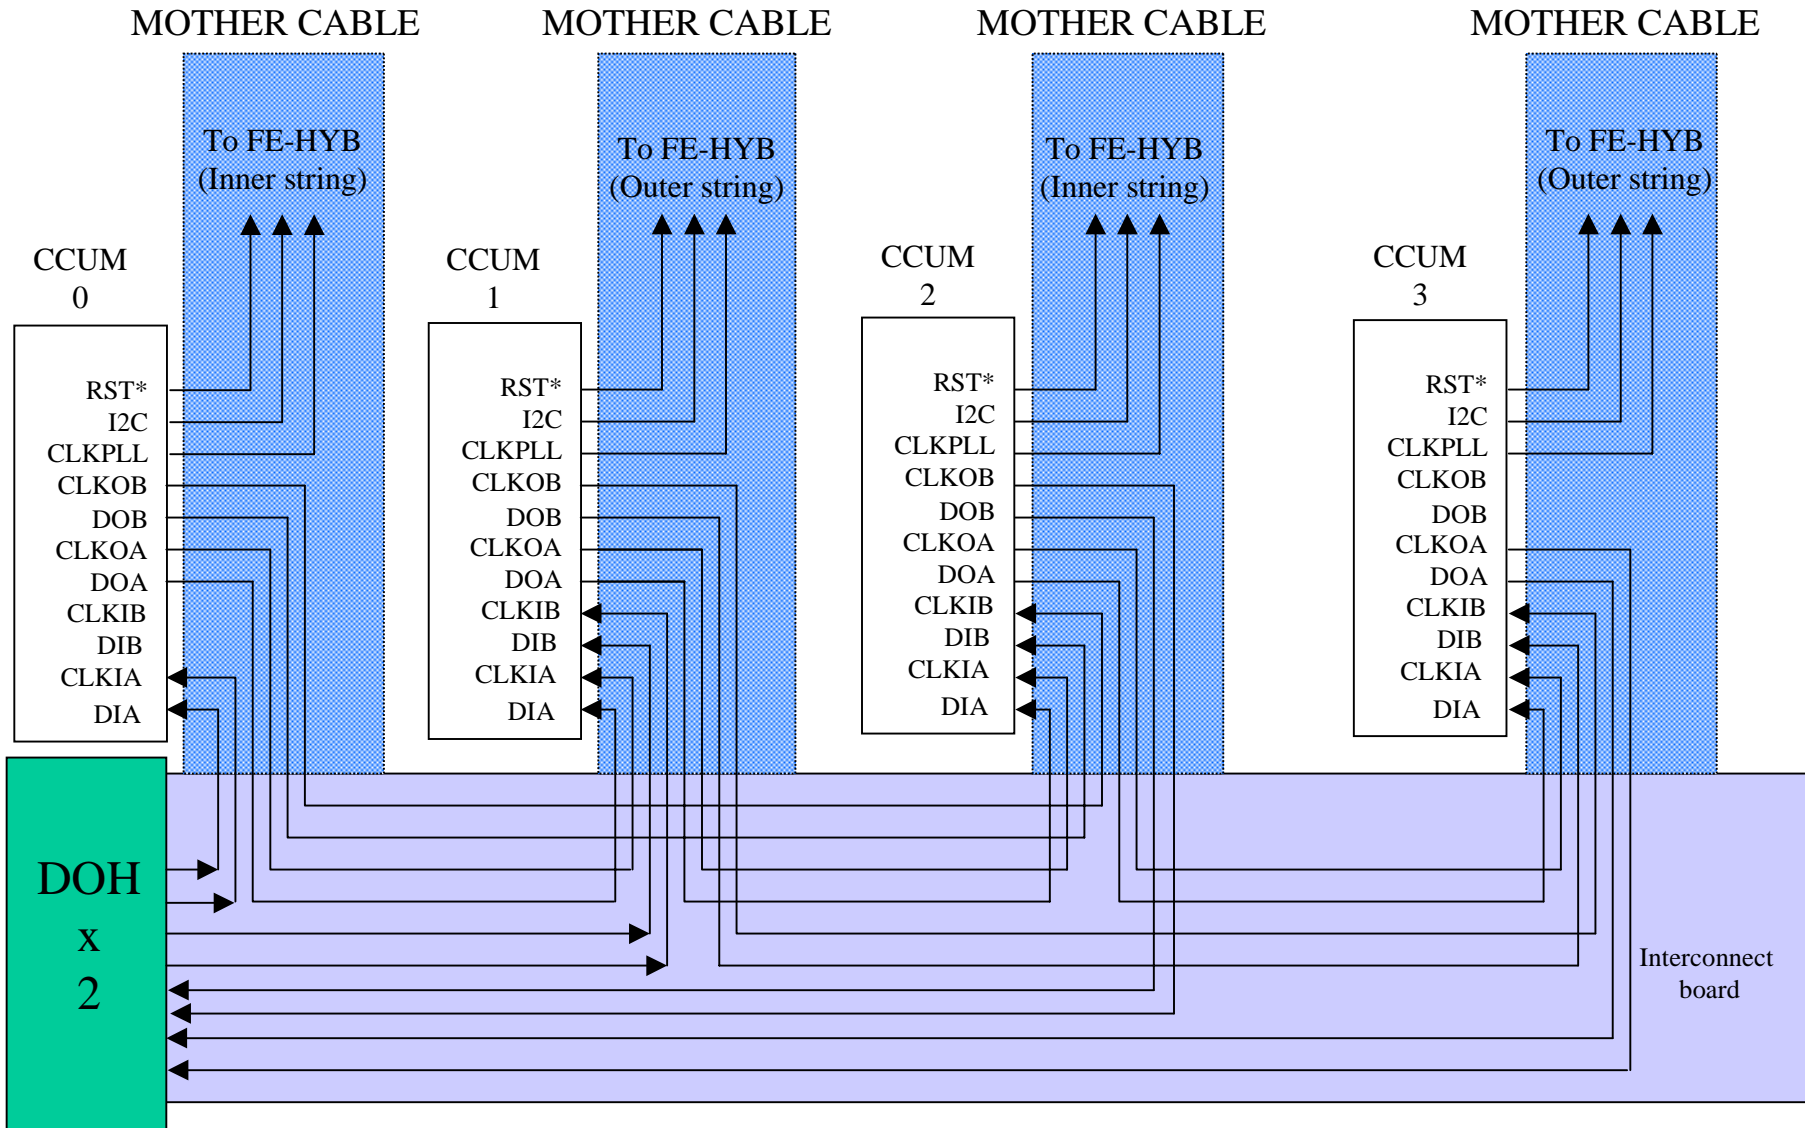 MOTHER CABLE
MOTHER CABLE
MOTHER CABLE
MOTHER CABLE
To FE-HYB
(Inner string)
To FE-HYB
(Outer string)
To FE-HYB
(Inner string)
To FE-HYB
(Outer string)
CCUM
0
RST*
I2C
CLKPLL
CLKOB
DOB
CLKOA
DOA
CLKIB
DIB
CLKIA
DIA
CCUM
1
RST*
I2C
CLKPLL
CLKOB
DOB
CLKOA
DOA
CLKIB
DIB
CLKIA
DIA
CCUM
2
RST*
I2C
CLKPLL
CLKOB
DOB
CLKOA
DOA
CLKIB
DIB
CLKIA
DIA
CCUM
3
RST*
I2C
CLKPLL
CLKOB
DOB
CLKOA
DOA
CLKIB
DIB
CLKIA
DIA
DOH
x
2
Interconnect
board